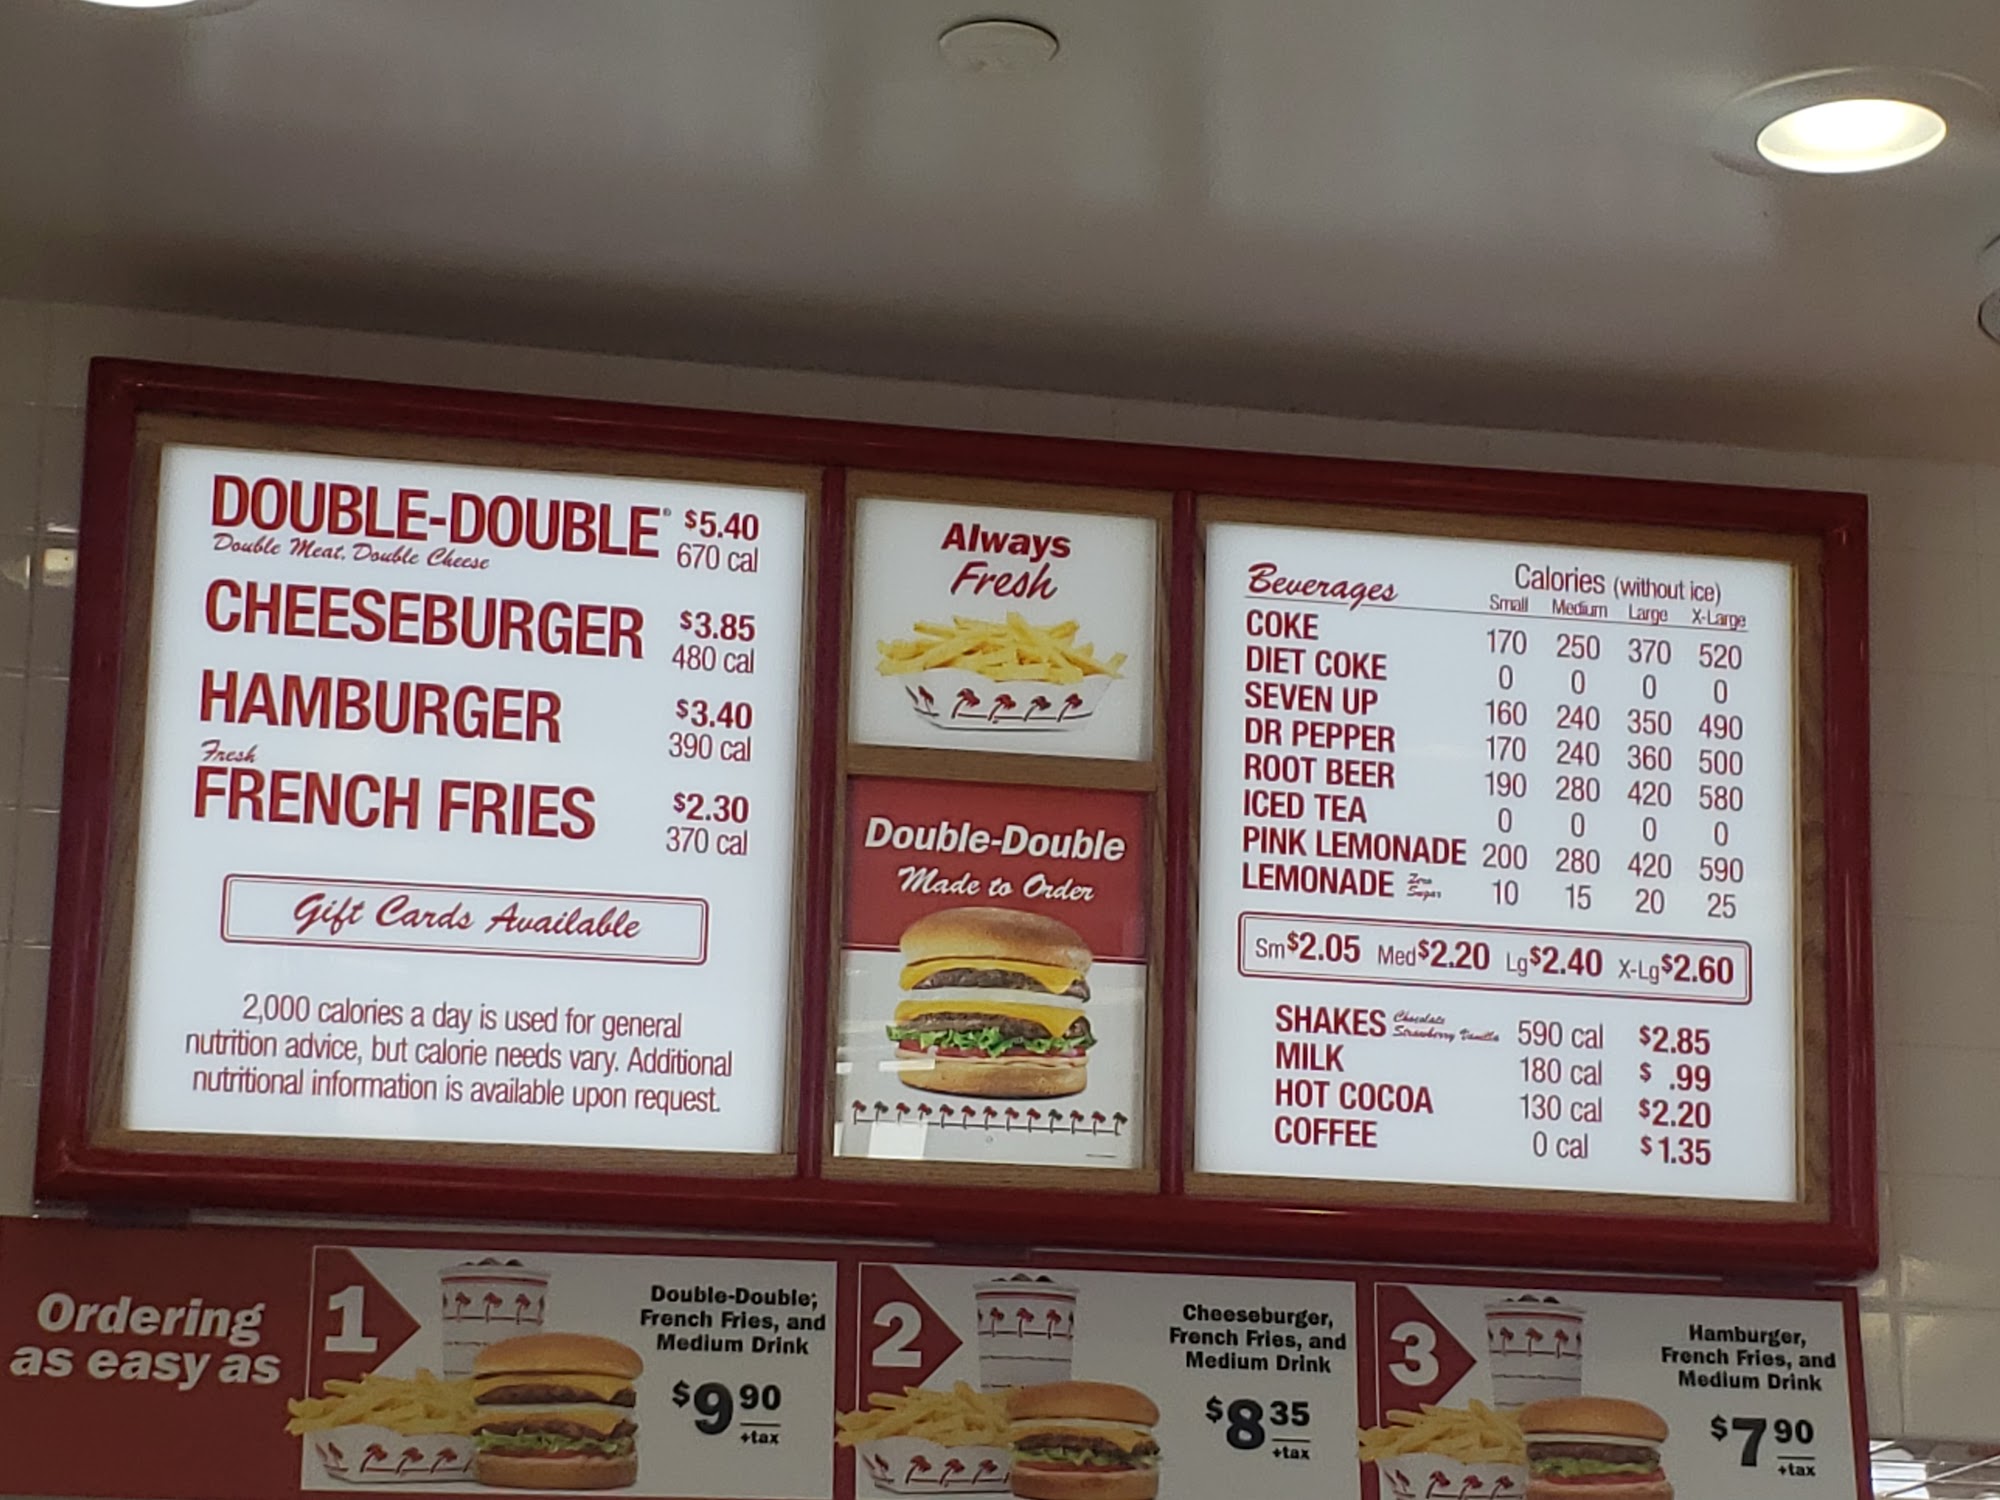 DOUBLE-DOUBLE® $5.40
Double Meat. Double Cheese 670 cal
CHEESEBURGER $3.85
480 cal
HAMBURGER $3.40
390 cal
Fresh
FRENCH FRIES $2.30
370 cal
Gift Cards Available
2,000 calories a day is used for general
nutrition advice, but calorie needs vary. Additional
nutritional information is available upon request.
Always
Fresh
Double-Double
Made to Order
Beverages Calories (without ice)
Small Medium Large X-Large
COKE 170 250 370 520
DIET COKE 0 0 0 0
SEVEN UP 160 240 350 490
DR PEPPER 170 240 360 500
ROOT BEER 190 280 420 580
ICED TEA 0 0 0 0
PINK LEMONADE 200 280 420 590
LEMONADE Zero Sugar 10 15 20 25
Sm $2.05 Med $2.20 Lg $2.40 X-Lg $2.60
SHAKES Chocolate Strawberry Vanilla 590 cal $2.85
MILK 180 cal $ .99
HOT COCOA 130 cal $2.20
COFFEE 0 cal $1.35
Ordering
as easy as
1
Double-Double,
French Fries, and
Medium Drink
$9.90
+tax
2
Cheeseburger,
French Fries, and
Medium Drink
$8.35
+tax
3
Hamburger,
French Fries, and
Medium Drink
$7.90
+tax